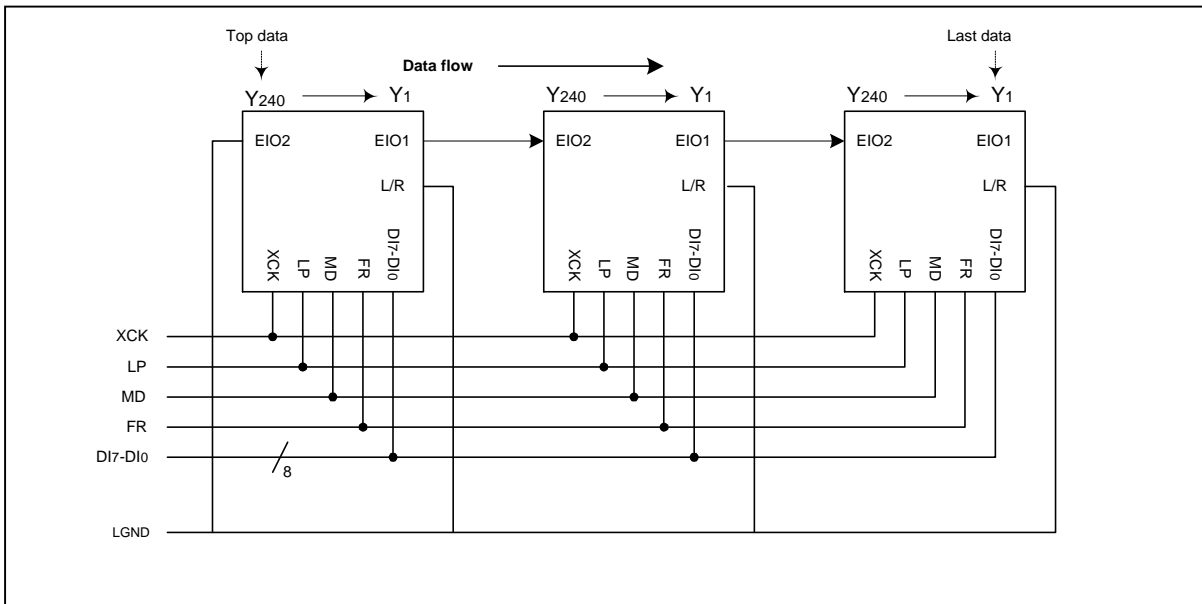 Top data
Last data
Data flow
Y240 Y1 Y240 Y1 Y240 Y1
EIO2 EIO1 EIO2 EIO1 EIO2 EIO1
L/R L/R L/R
XCK LP MD FR DI7-DI0 XCK LP MD FR DI7-DI0 XCK LP MD FR DI7-DI0
XCK
LP
MD
FR
DI7-DI0
8
LGND